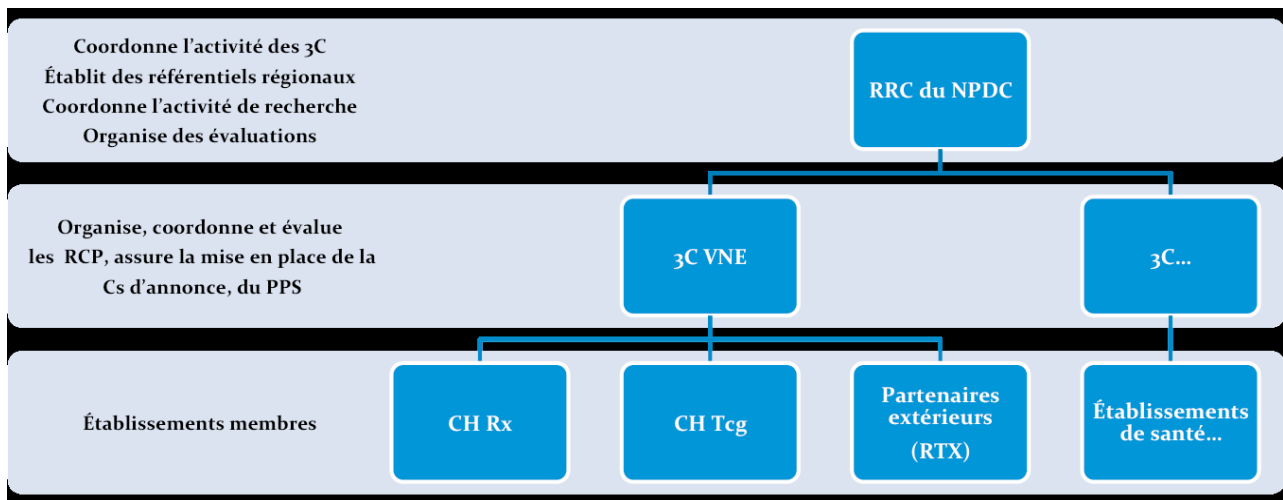 Coordonne l’activité des 3C
Établit des référentiels régionaux
Coordonne l’activité de recherche
Organise des évaluations
RRC du NPDC
Organise, coordonne et évalue
les RCP, assure la mise en place de la
Cs d’annonce, du PPS
3C VNE
3C...
Établissements membres
CH Rx
CH Tcg
Partenaires
extérieurs
(RTX)
Établissements
de santé...